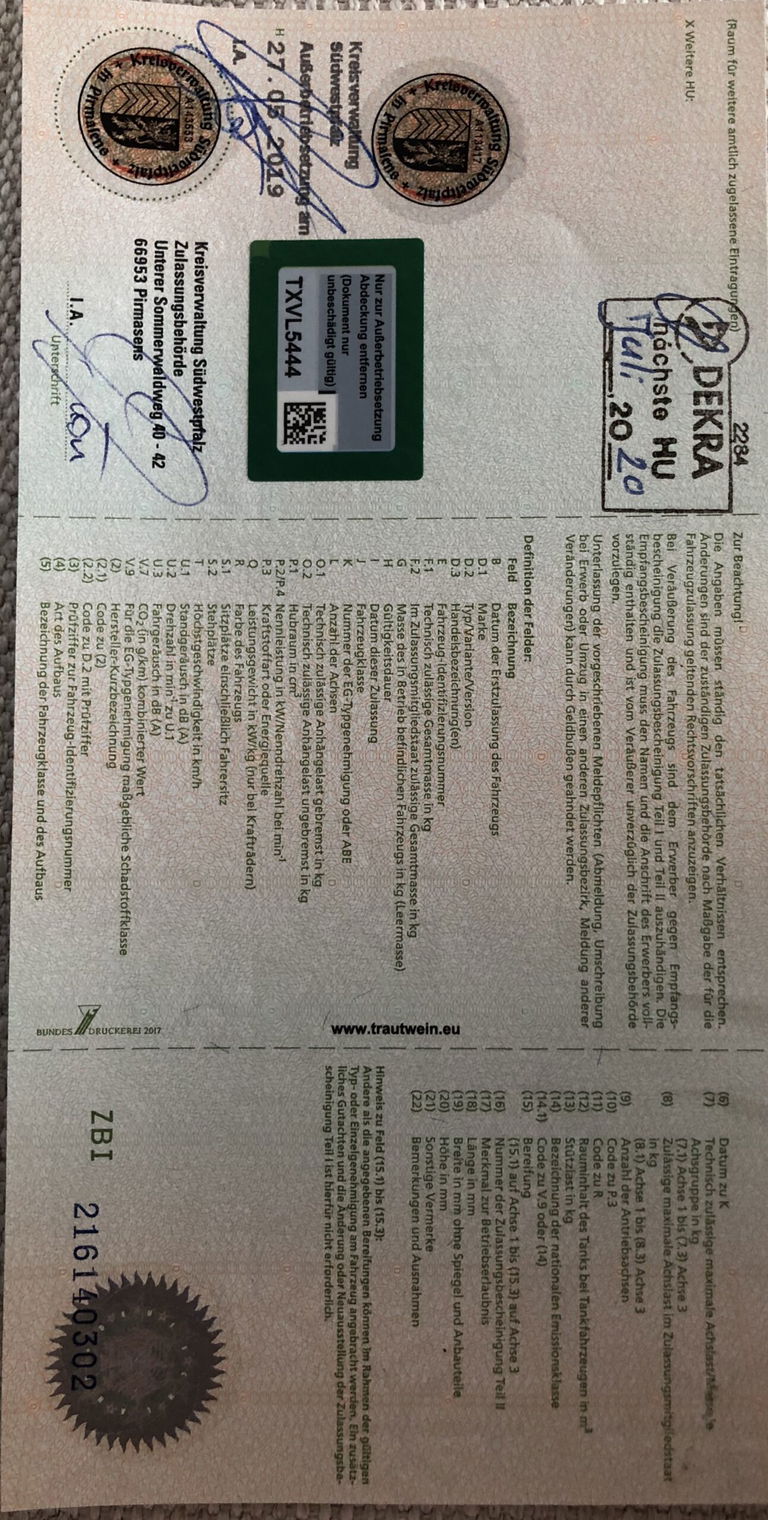 (Raum für weitere amtlich zugelassene Eintragungen)
X Weitere HU:
2284
DEKRA
nächste HU
Juli, 2020
Kreisverwaltung Südwestpfalz
in Pirmasens
A113417
Kreisverwaltung
Südwestpfalz
Außerbetriebsetzung am
H 27. 05. 2019
I.A.
Nur zur Außerbetriebsetzung
Abdeckung entfernen
(Dokument nur
unbeschädigt gültig)
TXVL5444
Kreisverwaltung Südwestpfalz
in Pirmasens
A1143553
Kreisverwaltung Südwestpfalz
Zulassungsbehörde
Unterer Sommerwaldweg 40 - 42
66953 Pirmasens
I.A.
Unterschrift
Zur Beachtung!
Die Angaben müssen ständig den tatsächlichen Verhältnissen entsprechen.
Änderungen sind der zuständigen Zulassungsbehörde nach Maßgabe der für die
Fahrzeugzulassung geltenden Rechtsvorschriften anzuzeigen.
Bei Veräußerung des Fahrzeugs sind dem Erwerber gegen Empfangs-
bescheinigung die Zulassungsbescheinigung Teil I und Teil II auszuhändigen. Die
Empfangsbescheinigung muss den Namen und die Anschrift des Erwerbers voll-
ständig enthalten und ist vom Veräußerer unverzüglich der Zulassungsbehörde
vorzulegen.
Unterlassung der vorgeschriebenen Meldepflichten (Abmeldung, Umschreibung
bei Erwerb oder Umzug in einen anderen Zulassungsbezirk, Meldung anderer
Veränderungen) kann durch Geldbußen geahndet werden.
Definition der Felder:
Feld Bezeichnung
B Datum der Erstzulassung des Fahrzeugs
D.1 Marke
D.2 Typ/Variante/Version
D.3 Handelsbezeichnung(en)
E Fahrzeug-Identifizierungsnummer
F.1 Technisch zulässige Gesamtmasse in kg
F.2 Im Zulassungsmitgliedstaat zulässige Gesamtmasse in kg
G Masse des in Betrieb befindlichen Fahrzeugs in kg (Leermasse)
H Gültigkeitsdauer
I Datum dieser Zulassung
J Fahrzeugklasse
K Nummer der EG-Typgenehmigung oder ABE
L Anzahl der Achsen
O.1 Technisch zulässige Anhängelast gebremst in kg
O.2 Technisch zulässige Anhängelast ungebremst in kg
P.1 Hubraum in cm³
P.2/P.4 Nennleistung in kW/Nenndrehzahl bei min⁻¹
P.3 Kraftstoffart oder Energiequelle
Q Leistungsgewicht in kW/kg (nur bei Krafträdern)
R Farbe des Fahrzeugs
S.1 Sitzplätze einschließlich Fahrersitz
S.2 Stehplätze
T Höchstgeschwindigkeit in km/h
U.1 Standgeräusch in dB (A)
U.2 Drehzahl in min⁻¹ zu U.1
U.3 Fahrgeräusch in dB (A)
V.7 CO₂ (in g/km) kombinierter Wert
V.9 Für die EG-Typgenehmigung maßgebliche Schadstoffklasse
(2) Hersteller-Kurzbezeichnung
(2.1) Code zu (2)
(2.2) Code zu D.2 mit Prüfziffer
(3) Prüfziffer zur Fahrzeug-Identifizierungsnummer
(4) Art des Aufbaus
(5) Bezeichnung der Fahrzeugklasse und des Aufbaus
www.trautwein.eu
BUNDESDRUCKEREI 2017
(6) Datum zu K
(7) Technisch zulässige maximale Achslast/Masse je
Achsgruppe in kg
(7.1) Achse 1 bis (7.3) Achse 3
(8) Zulässige maximale Achslast im Zulassungsmitgliedstaat
in kg
(8.1) Achse 1 bis (8.3) Achse 3
(9) Anzahl der Antriebsachsen
(10) Code zu P.3
(11) Code zu R
(12) Rauminhalt des Tanks bei Tankfahrzeugen in m³
(13) Stützlast in kg
(14) Bezeichnung der nationalen Emissionsklasse
(14.1) Code zu V.9 oder (14)
(15) Bereifung
(15.1) auf Achse 1 bis (15.3) auf Achse 3
(16) Nummer der Zulassungsbescheinigung Teil II
(17) Merkmal zur Betriebserlaubnis
(18) Länge in mm
(19) Breite in mm ohne Spiegel und Anbauteile
(20) Höhe in mm
(21) Sonstige Vermerke
(22) Bemerkungen und Ausnahmen
Hinweis zu Feld (15.1) bis (15.3):
Andere als die angegebenen Bereifungen können im Rahmen der gültigen
Typ- oder Einzelgenehmigung am Fahrzeug angebracht werden. Ein zusätz-
liches Gutachten und die Änderung oder Neuausstellung der Zulassungsbe-
scheinigung Teil I ist hierfür nicht erforderlich.
ZBI 216140302